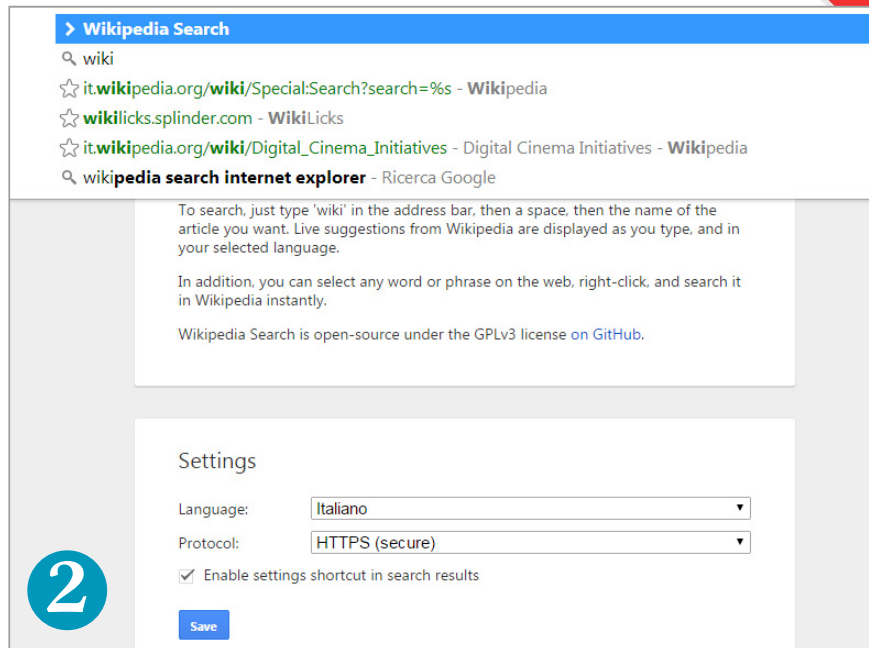 Wikipedia Search
wiki
it.wikipedia.org/wiki/Special:Search?search=%s - Wikipedia
wikilicks.splinder.com - WikiLicks
it.wikipedia.org/wiki/Digital_Cinema_Initiatives - Digital Cinema Initiatives - Wikipedia
wikipedia search internet explorer - Ricerca Google
To search, just type 'wiki' in the address bar, then a space, then the name of the
article you want. Live suggestions from Wikipedia are displayed as you type, and in
your selected language.
In addition, you can select any word or phrase on the web, right-click, and search it
in Wikipedia instantly.
Wikipedia Search is open-source under the GPLv3 license on GitHub.
Settings
Language: Italiano
Protocol: HTTPS (secure)
Enable settings shortcut in search results
2
Save